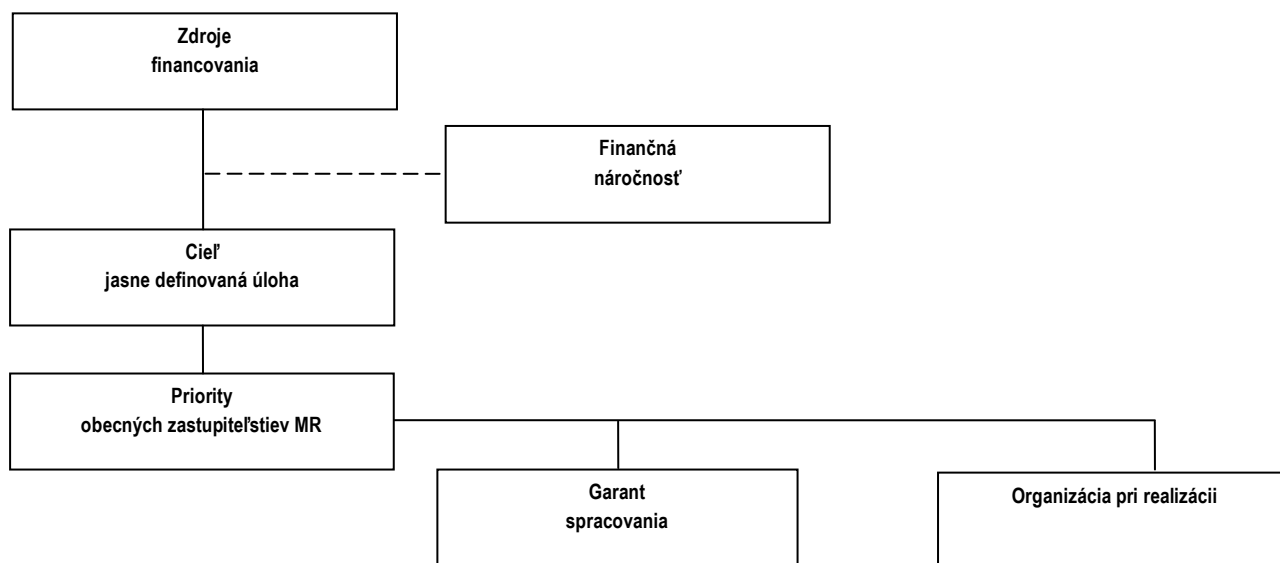 Zdroje
financovania
Finančná
náročnosť
Cieľ
jasne definovaná úloha
Priority
obecných zastupiteľstiev MR
Garant
spracovania
Organizácia pri realizácii